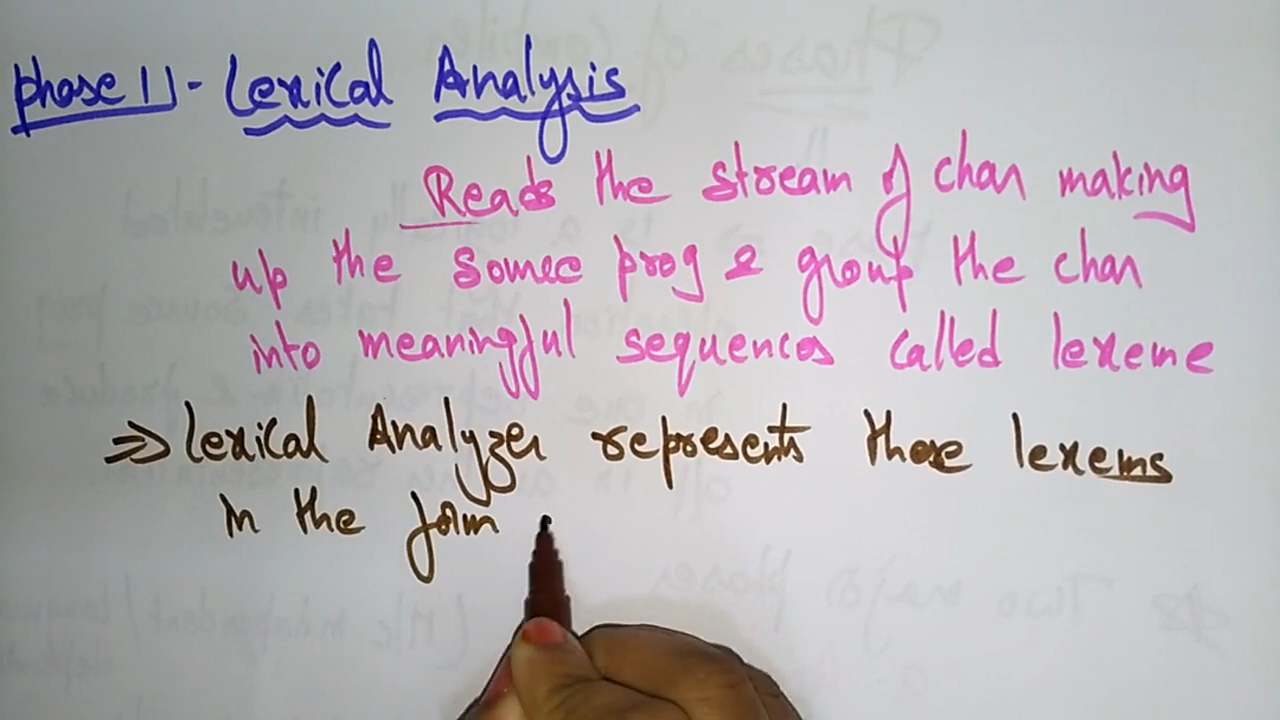 Phase 1) - Lexical Analysis
Reads the stream of char making
up the source prog & group the char
into meaningful sequences called lexeme
⇒ Lexical Analyzer represents these lexems
in the form